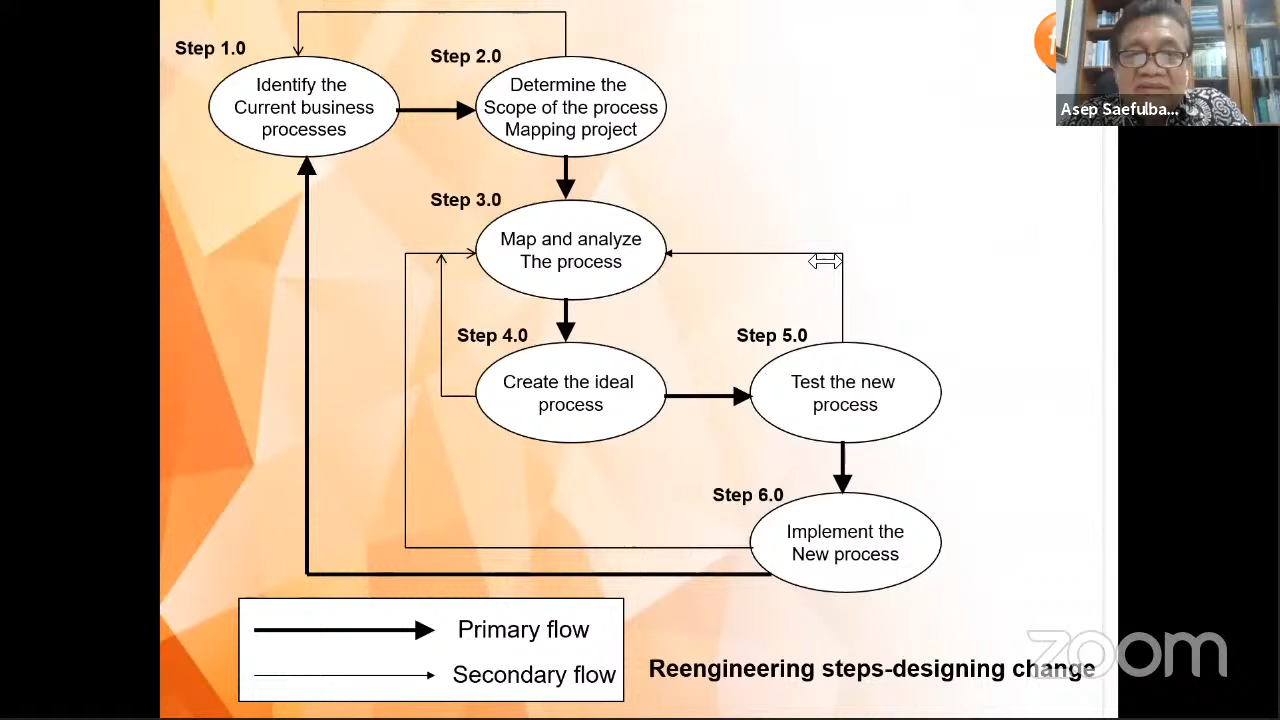 Step 1.0
Identify the
Current business
processes
Step 2.0
Determine the
Scope of the process
Mapping project
Step 3.0
Map and analyze
The process
Step 4.0
Create the ideal
process
Step 5.0
Test the new
process
Step 6.0
Implement the
New process
Primary flow
Secondary flow
Reengineering steps-designing change
Asep Saefulba...
zoom